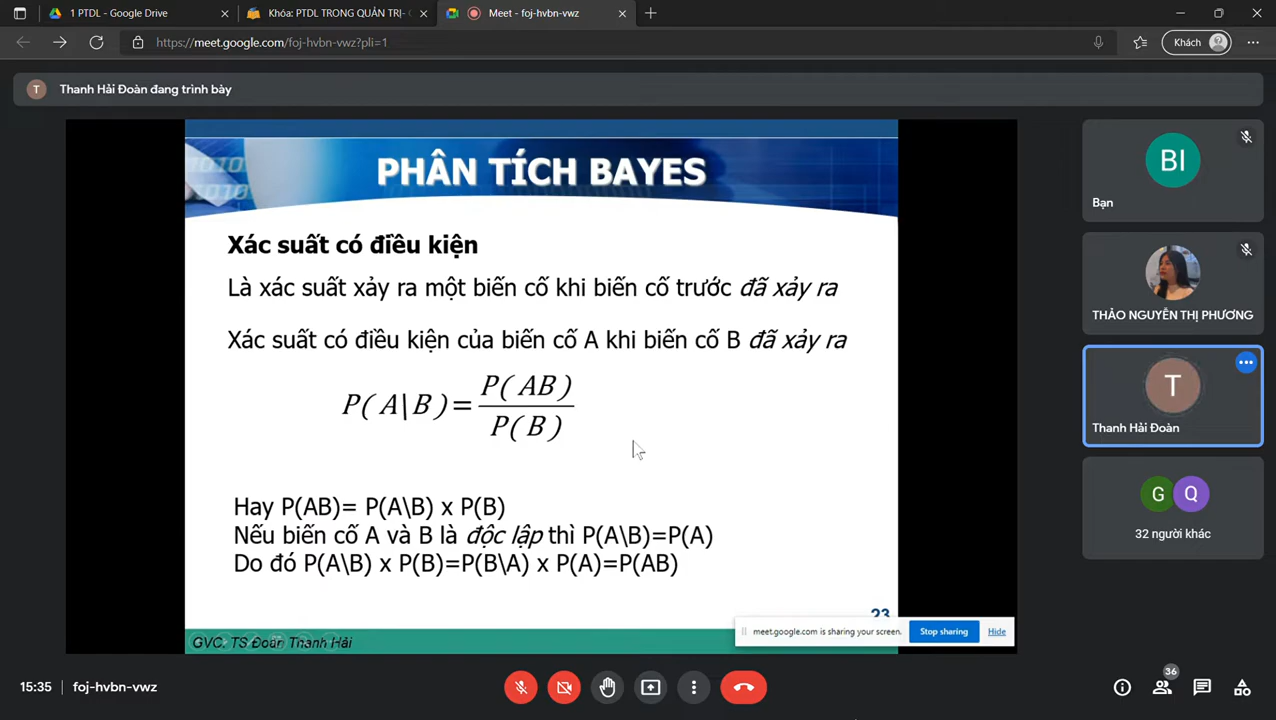 1 PTDL - Google Drive
Khóa: PTDL TRONG QUẢN TRỊ- C
Meet - foj-hvbn-vwz
https://meet.google.com/foj-hvbn-vwz?pli=1
Khách
T
Thanh Hải Đoàn đang trình bày
PHÂN TÍCH BAYES
Xác suất có điều kiện
Là xác suất xảy ra một biến cố khi biến cố trước đã xảy ra
Xác suất có điều kiện của biến cố A khi biến cố B đã xảy ra
P( A\B )= P( AB ) / P( B )
Hay P(AB)= P(A\B) x P(B)
Nếu biến cố A và B là độc lập thì P(A\B)=P(A)
Do đó P(A\B) x P(B)=P(B\A) x P(A)=P(AB)
23
GVC. TS Đoàn Thanh Hải
meet.google.com is sharing your screen.
Stop sharing
Hide
BI
Bạn
THẢO NGUYỄN THỊ PHƯƠNG
T
Thanh Hải Đoàn
G
Q
32 người khác
15:35
foj-hvbn-vwz
36